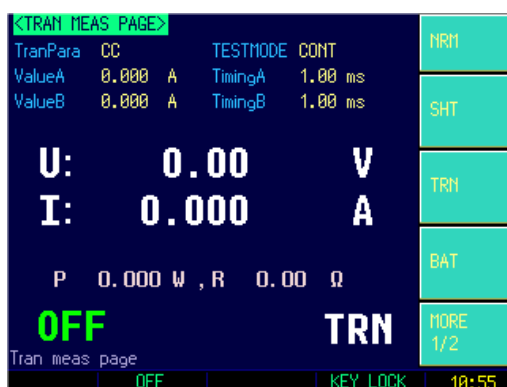 <TRAN MEAS PAGE>
TranPara CC TESTMODE CONT
ValueA 0.000 A TimingA 1.00 ms
ValueB 0.000 A TimingB 1.00 ms
U: 0.00 V
I: 0.000 A
P 0.000 W , R 0.00 Ω
OFF TRN
Tran meas page
OFF KEY LOCK 10:55
NRM
SHT
TRN
BAT
MORE
1/2